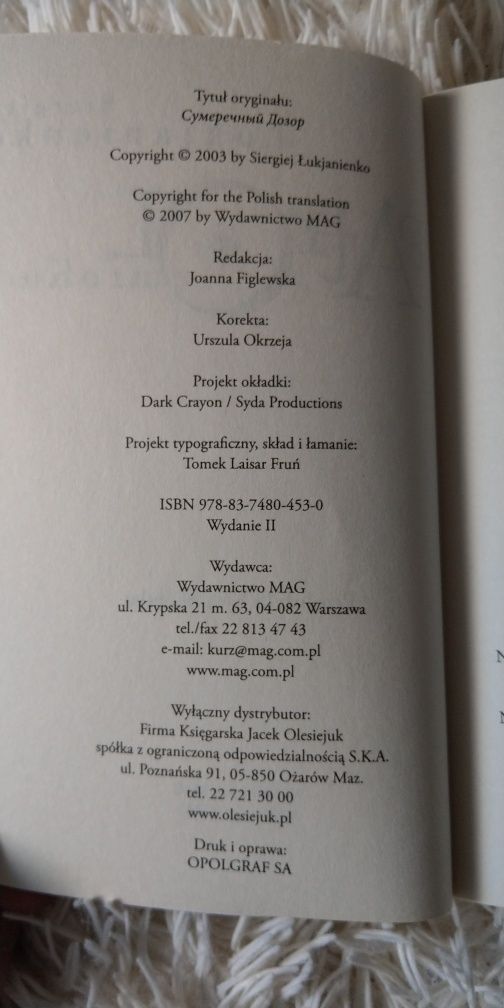 Tytuł oryginału:
Сумеречный Дозор
Copyright © 2003 by Siergiej Łukjanienko
Copyright for the Polish translation
© 2007 by Wydawnictwo MAG
Redakcja:
Joanna Figlewska
Korekta:
Urszula Okrzeja
Projekt okładki:
Dark Crayon / Syda Productions
Projekt typograficzny, skład i łamanie:
Tomek Laisar Fruń
ISBN 978-83-7480-453-0
Wydanie II
Wydawca:
Wydawnictwo MAG
ul. Krypska 21 m. 63, 04-082 Warszawa
tel./fax 22 813 47 43
e-mail: kurz@mag.com.pl
www.mag.com.pl
Wyłączny dystrybutor:
Firma Księgarska Jacek Olesiejuk
spółka z ograniczoną odpowiedzialnością S.K.A.
ul. Poznańska 91, 05-850 Ożarów Maz.
tel. 22 721 30 00
www.olesiejuk.pl
Druk i oprawa:
OPOLGRAF SA